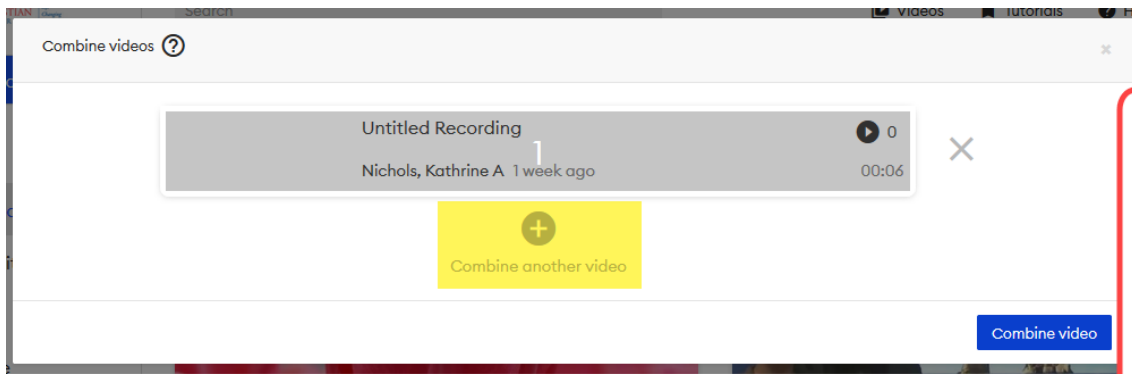 Search
Videos
Tutorials
Combine videos ?
×
Untitled Recording
0
1
Nichols, Kathrine A 1 week ago
00:06
Combine another video
Combine video